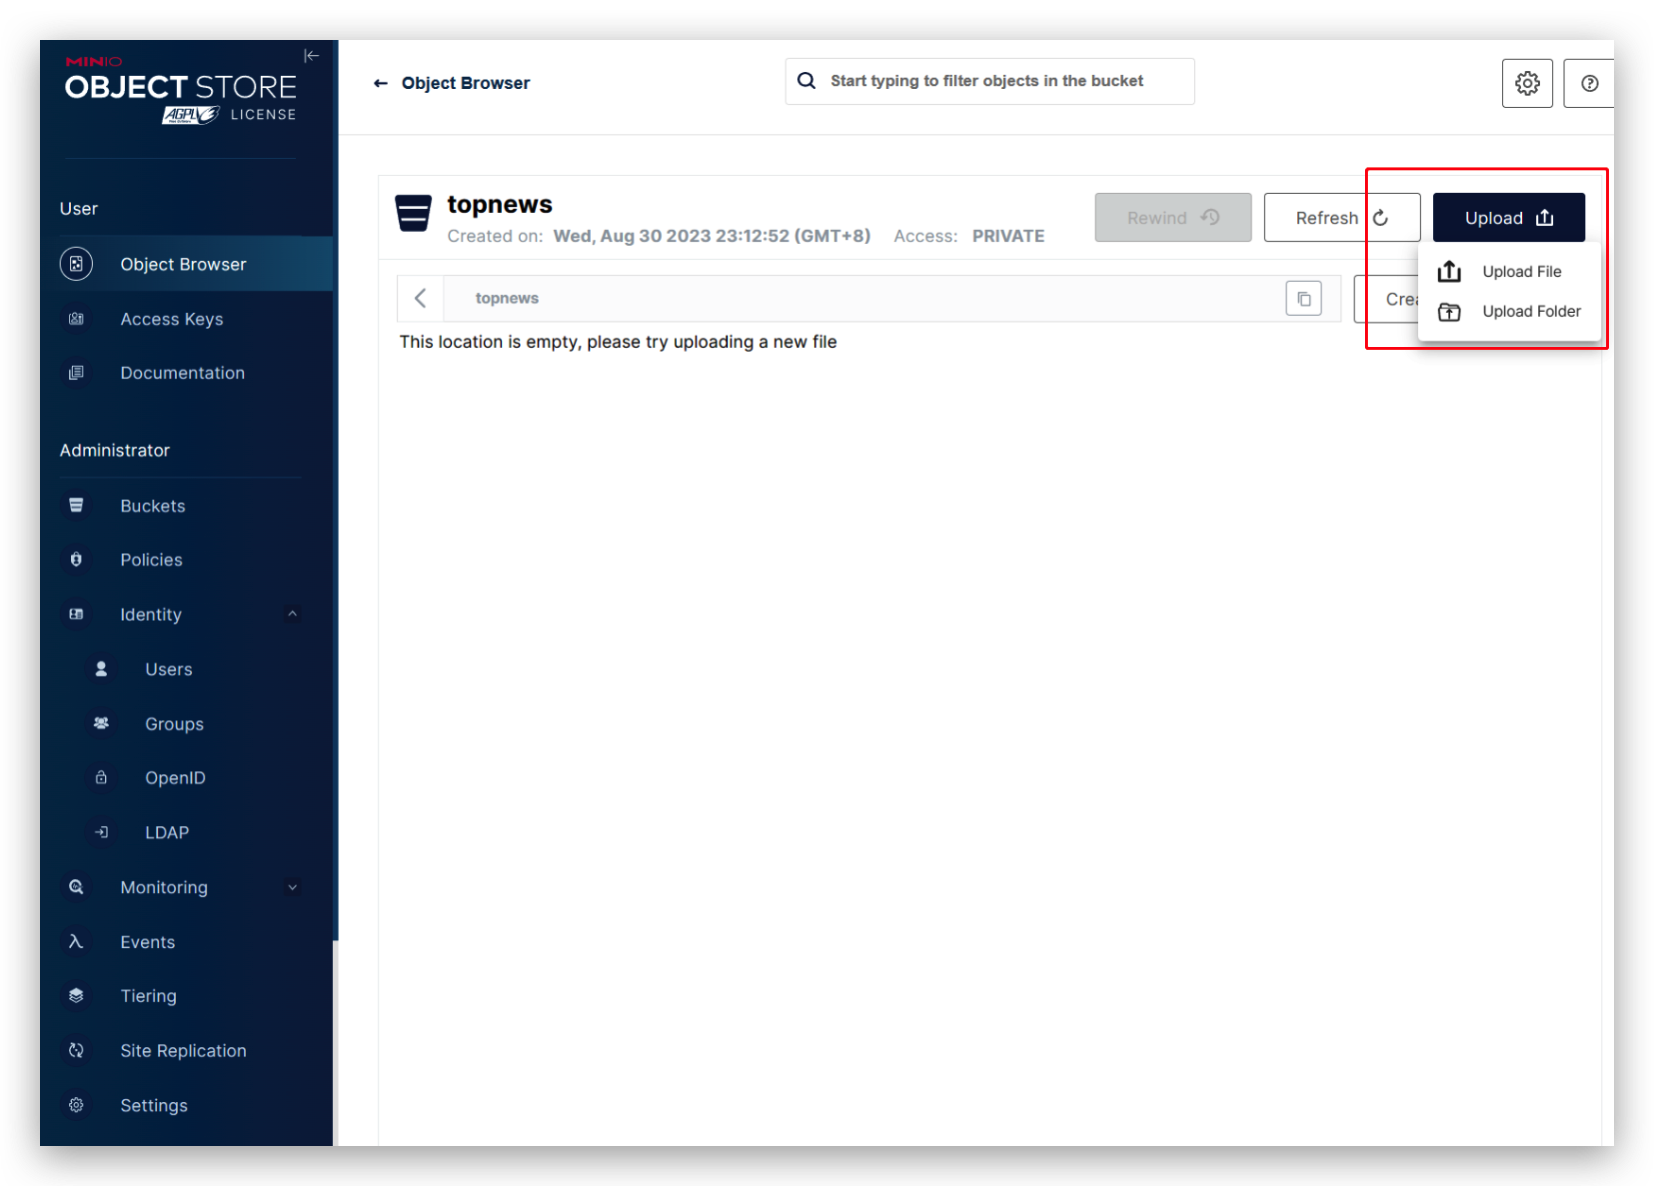 MINIO
OBJECT STORE
AGPL V3 LICENSE
User
Object Browser
Access Keys
Documentation
Administrator
Buckets
Policies
Identity
Users
Groups
OpenID
LDAP
Monitoring
Events
Tiering
Site Replication
Settings
Object Browser
Start typing to filter objects in the bucket
topnews
Created on: Wed, Aug 30 2023 23:12:52 (GMT+8) Access: PRIVATE
Rewind
Refresh
Upload
Upload File
Upload Folder
topnews
Crea
This location is empty, please try uploading a new file